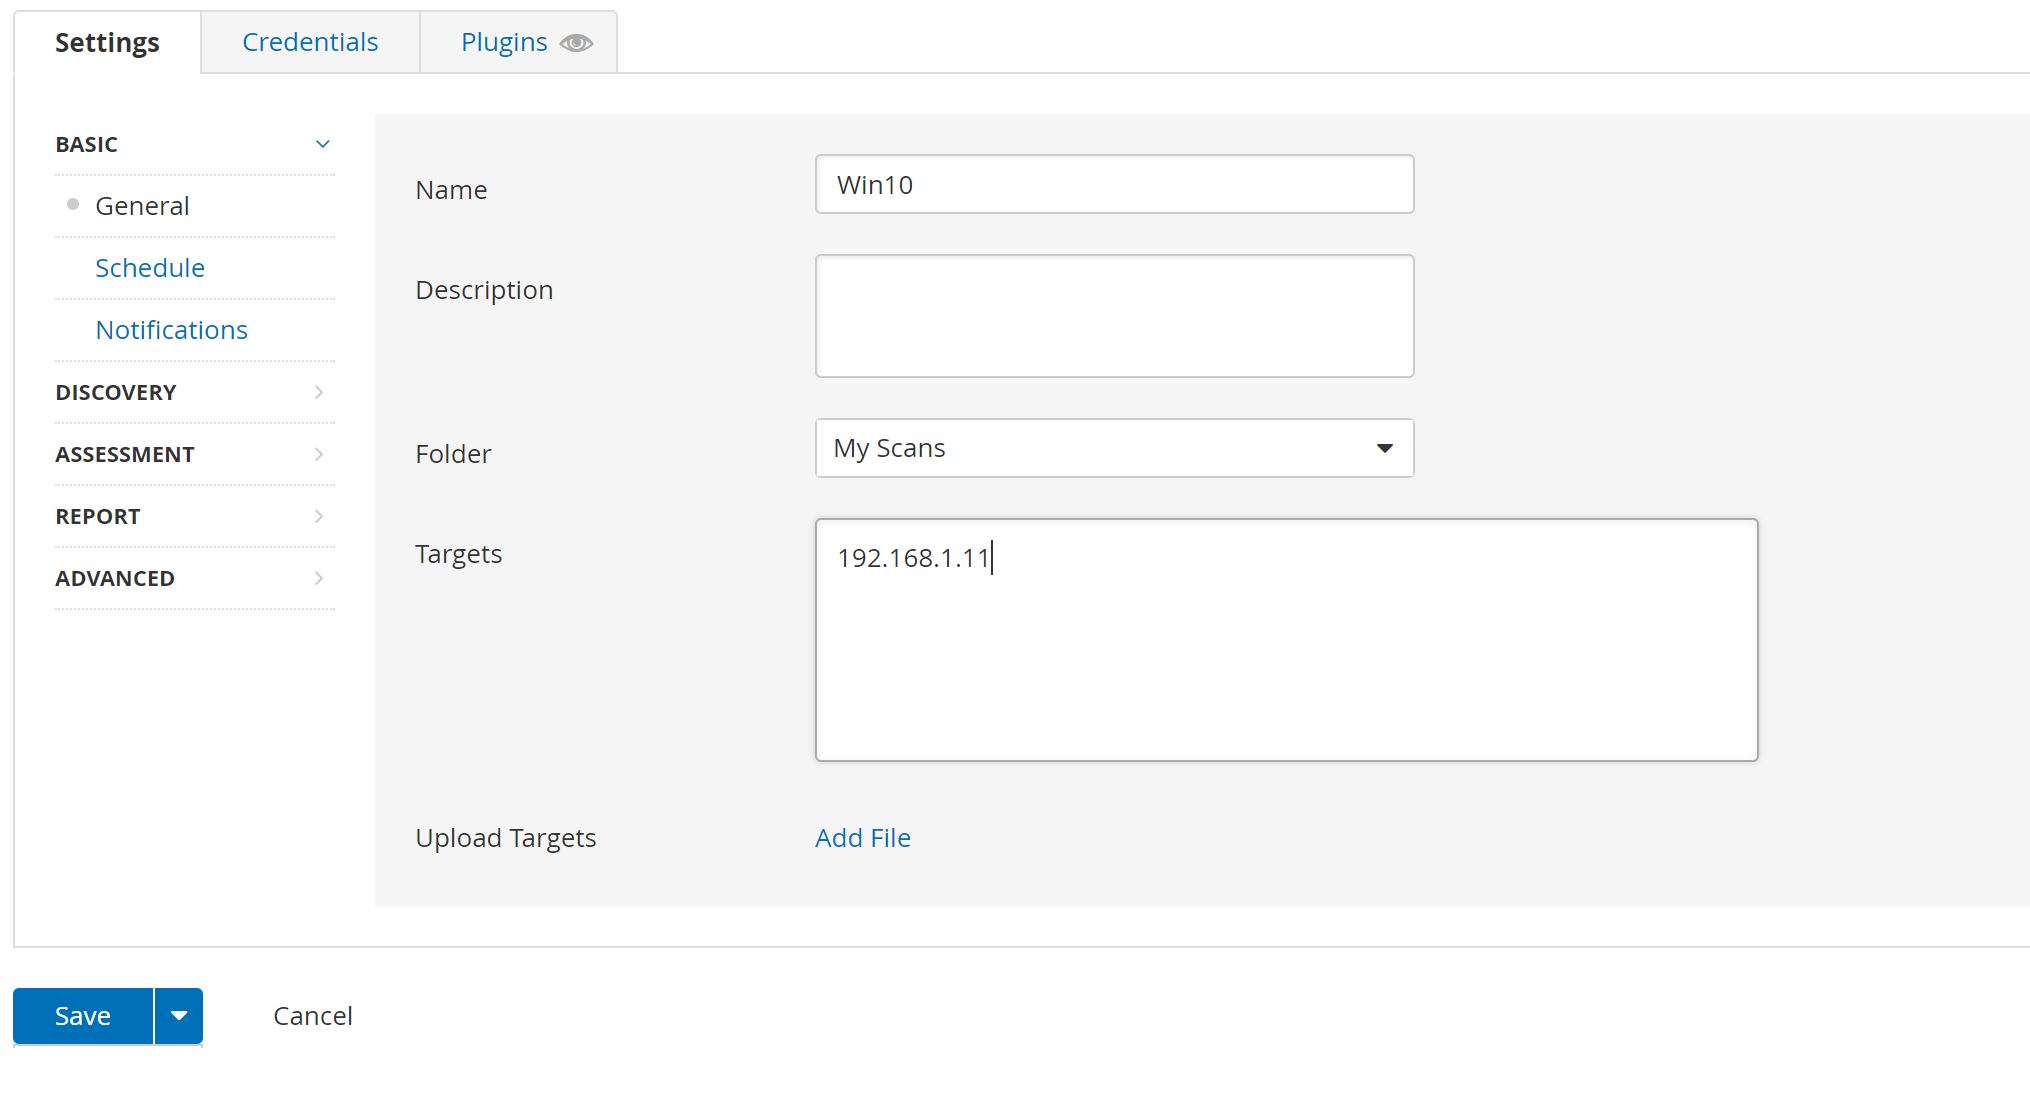 Settings
Credentials
Plugins
BASIC
General
Schedule
Notifications
DISCOVERY
ASSESSMENT
REPORT
ADVANCED
Name
Win10
Description
Folder
My Scans
Targets
192.168.1.11
Upload Targets
Add File
Save
Cancel